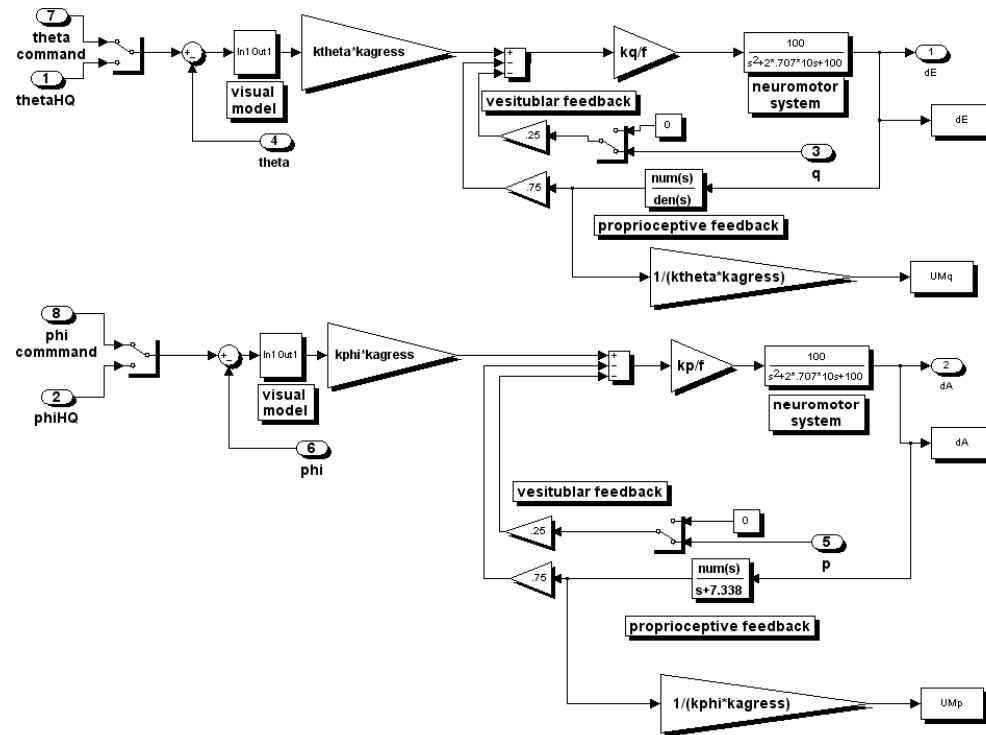 7
theta
command
1
thetaHQ
+
−
In1 Out1
visual
model
4
theta
ktheta*kagress
+
−
−
kq/f
100
s²+2*.707*10s+100
neuromotor
system
1
dE
dE
vesitublar feedback
.25
0
3
q
.75
num(s)
den(s)
proprioceptive feedback
1/(ktheta*kagress)
UMq
8
phi
commmand
2
phiHQ
+
−
In1 Out1
visual
model
6
phi
kphi*kagress
+
−
−
kp/f
100
s²+2*.707*10s+100
neuromotor
system
2
dA
dA
vesitublar feedback
.25
0
5
p
.75
num(s)
s+7.338
proprioceptive feedback
1/(kphi*kagress)
UMp